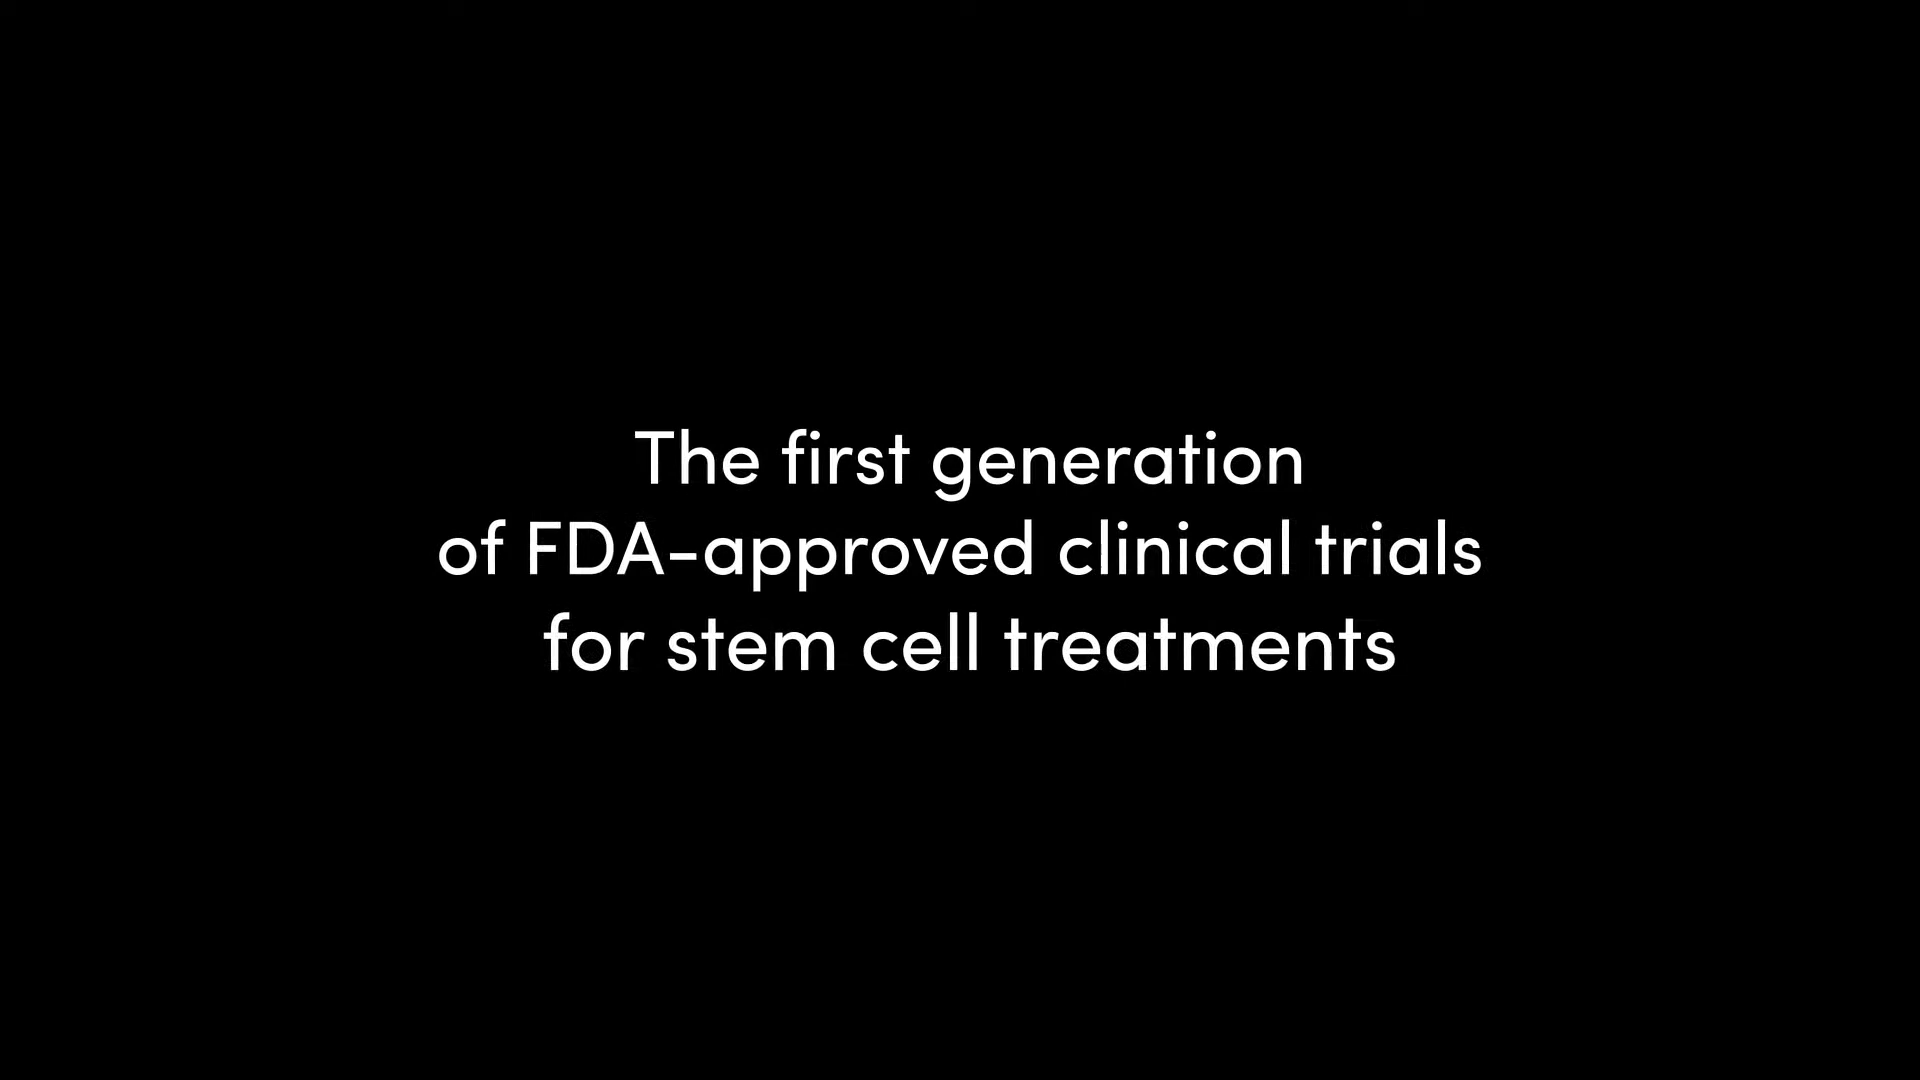 The first generation
of FDA-approved clinical trials
for stem cell treatments